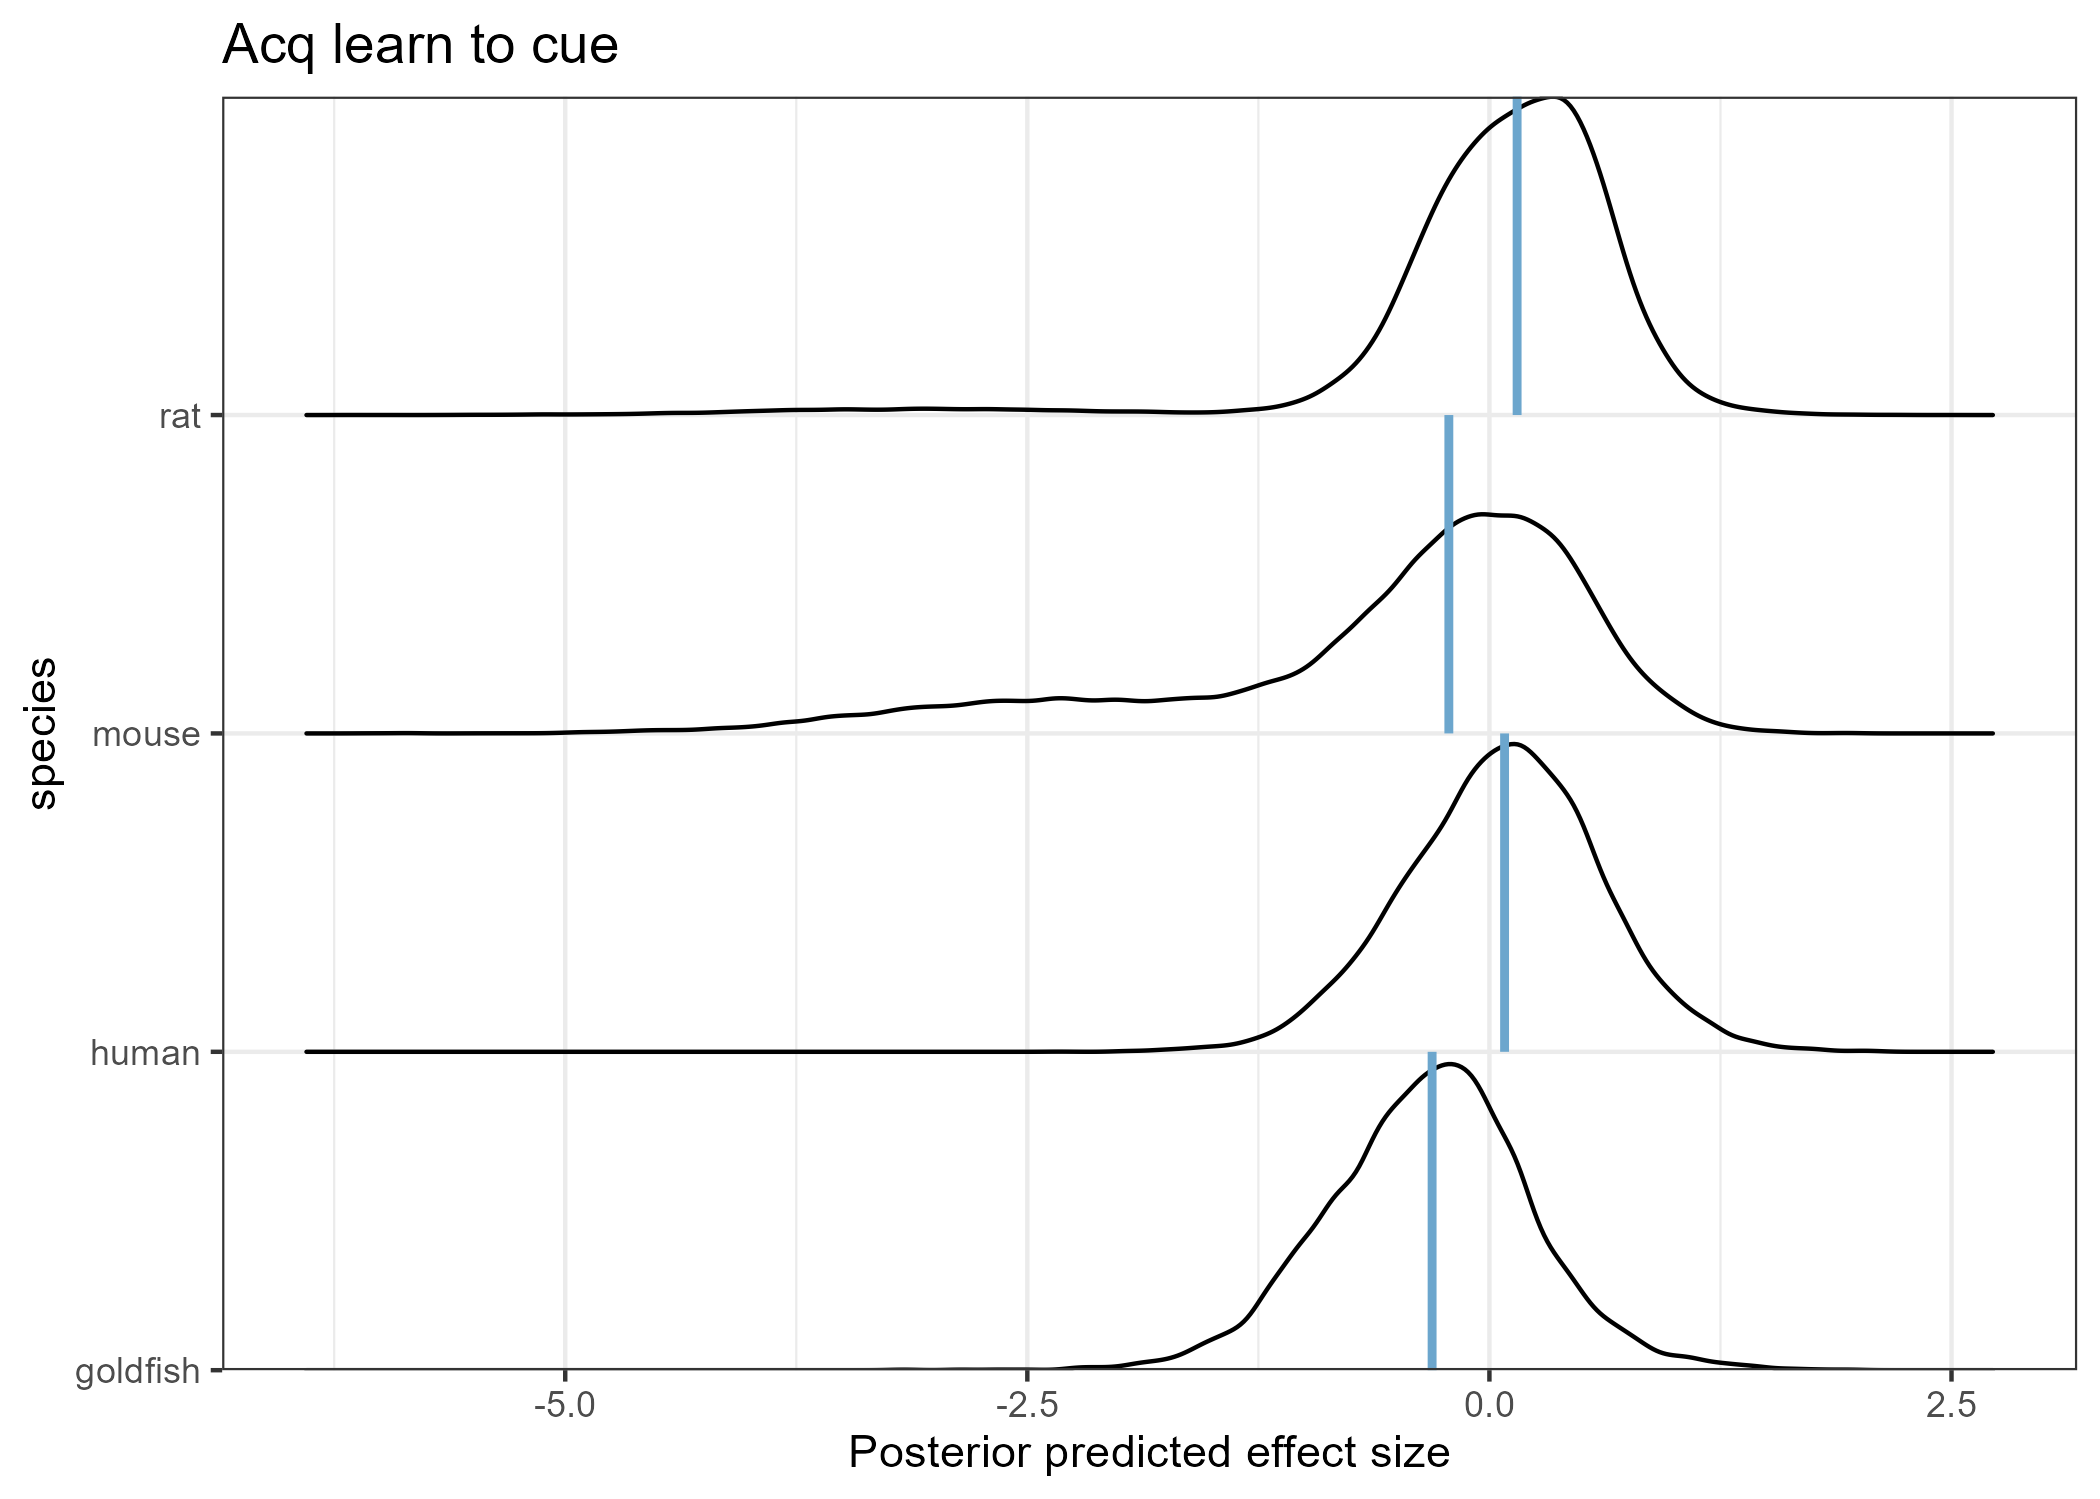 Acq learn to cue
rat
mouse
human
goldfish
species
-5.0 -2.5 0.0 2.5
Posterior predicted effect size